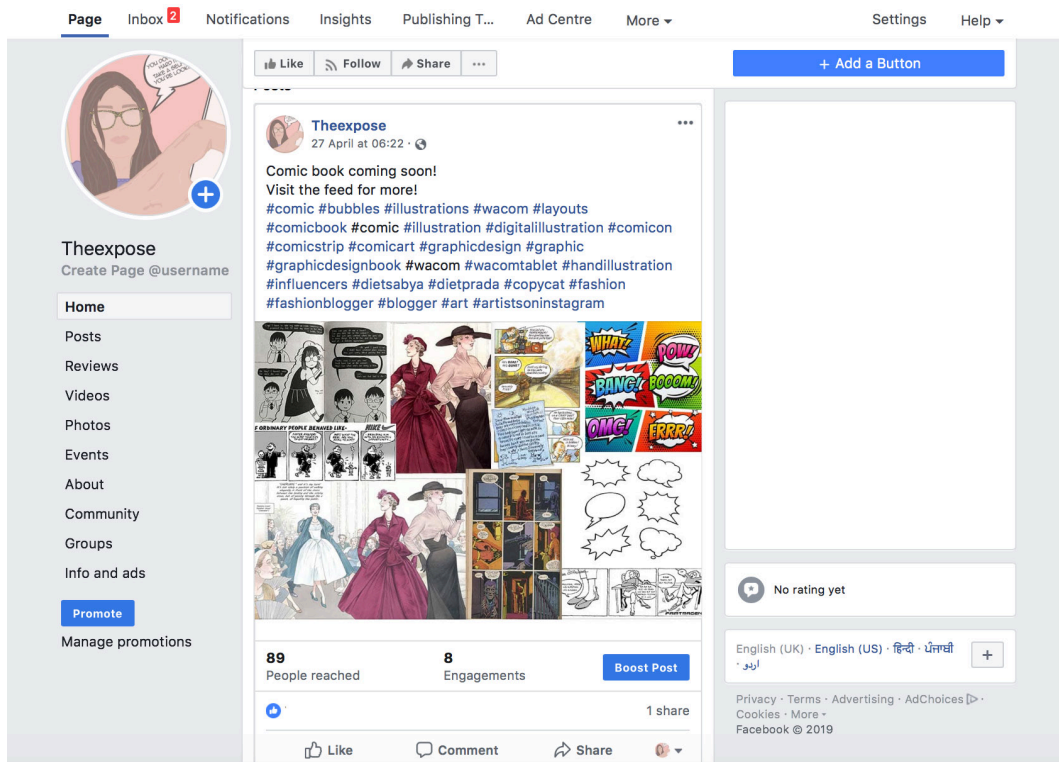 Page Inbox 2 Notifications Insights Publishing T... Ad Centre More Settings Help
Like Follow Share ...
+ Add a Button
Theexpose
Create Page @username
Home
Posts
Reviews
Videos
Photos
Events
About
Community
Groups
Info and ads
Promote
Manage promotions
Theexpose
27 April at 06:22 ·
Comic book coming soon!
Visit the feed for more!
#comic #bubbles #illustrations #wacom #layouts
#comicbook #comic #illustration #digitalillustration #comicon
#comicstrip #comicart #graphicdesign #graphic
#graphicdesignbook #wacom #wacomtablet #handillustration
#influencers #dietsabya #dietprada #copycat #fashion
#fashionblogger #blogger #art #artistsoninstagram
WHAT! POW!
BANG! BOOOM!
OMG! ERRR!
F ORDINARY PEOPLE BEHAVED LIKE-
89
People reached
8
Engagements
Boost Post
1 share
Like Comment Share
No rating yet
English (UK) · English (US) · हिन्दी · ਪੰਜਾਬੀ
· اردو
+
Privacy · Terms · Advertising · AdChoices ·
Cookies · More
Facebook © 2019